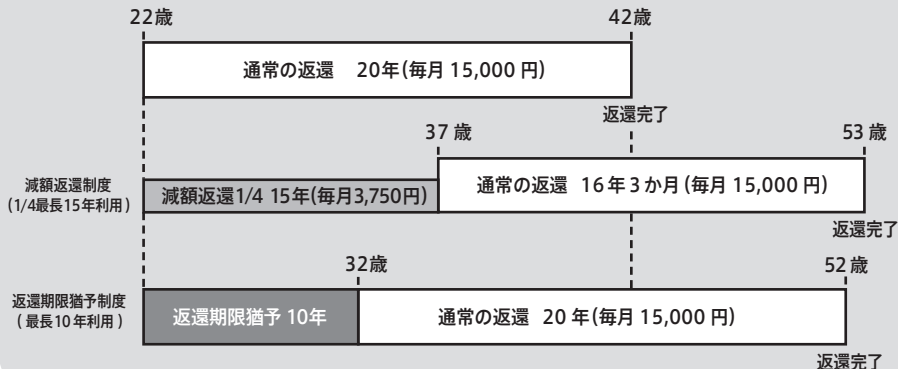 22歳 42歳
通常の返還 20年(毎月 15,000 円)
返還完了
37 歳 53 歳
減額返還制度
(1/4最長15年利用)
減額返還1/4 15年(毎月3,750円) 通常の返還 16年3か月(毎月 15,000 円)
返還完了
32歳 52 歳
返還期限猶予制度
(最長10年利用)
返還期限猶予 10年 通常の返還 20 年(毎月 15,000 円)
返還完了